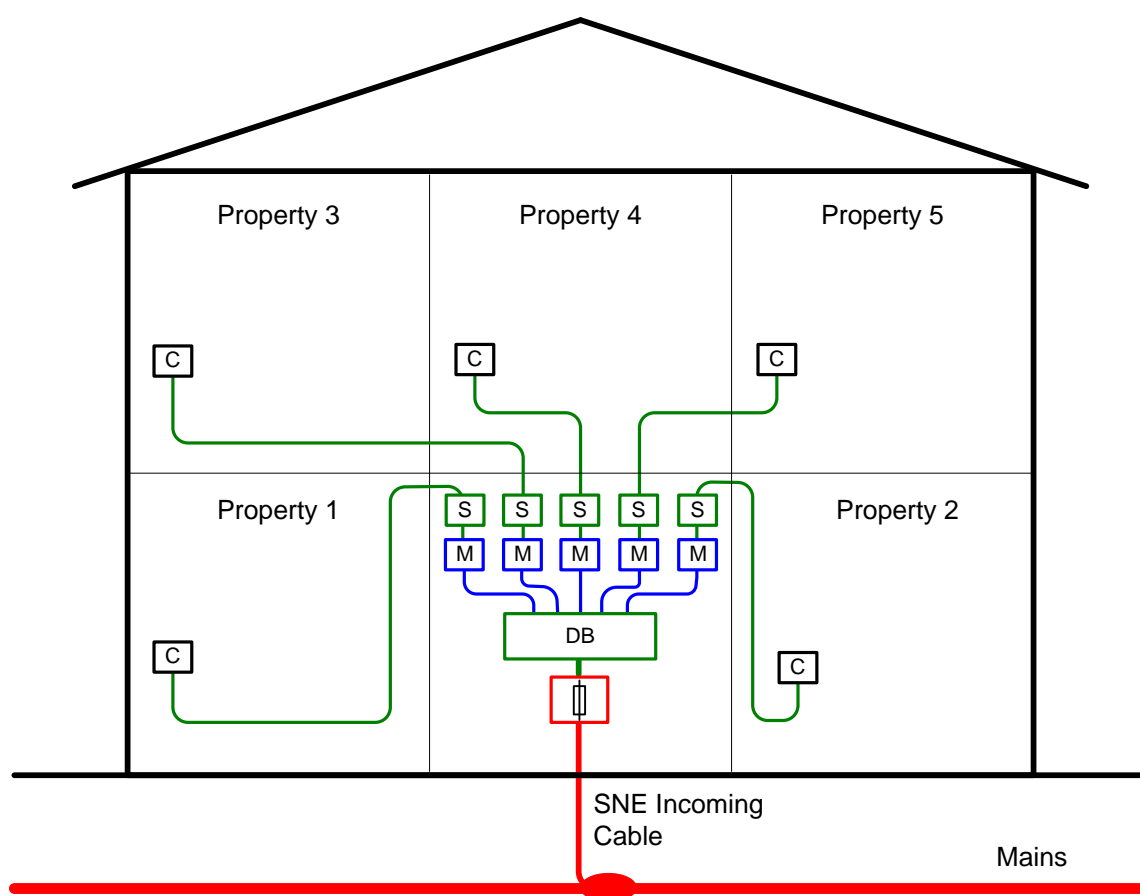 Property 3
Property 4
Property 5
C
C
C
Property 1
Property 2
S
S
S
S
S
M
M
M
M
M
DB
C
C
SNE Incoming
Cable
Mains